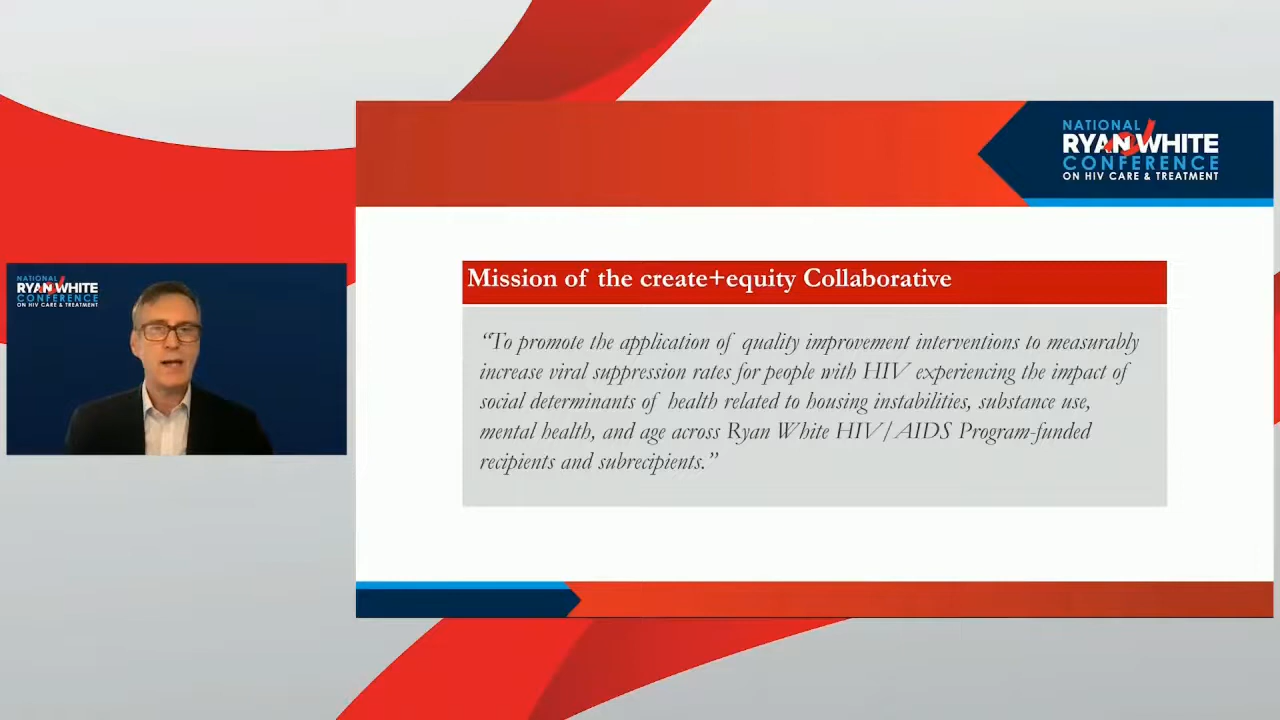 NATIONAL
RYAN WHITE
CONFERENCE
ON HIV CARE & TREATMENT
NATIONAL
RYAN WHITE
CONFERENCE
ON HIV CARE & TREATMENT
Mission of the create+equity Collaborative
“To promote the application of quality improvement interventions to measurably
increase viral suppression rates for people with HIV experiencing the impact of
social determinants of health related to housing instabilities, substance use,
mental health, and age across Ryan White HIV/AIDS Program-funded
recipients and subrecipients.”